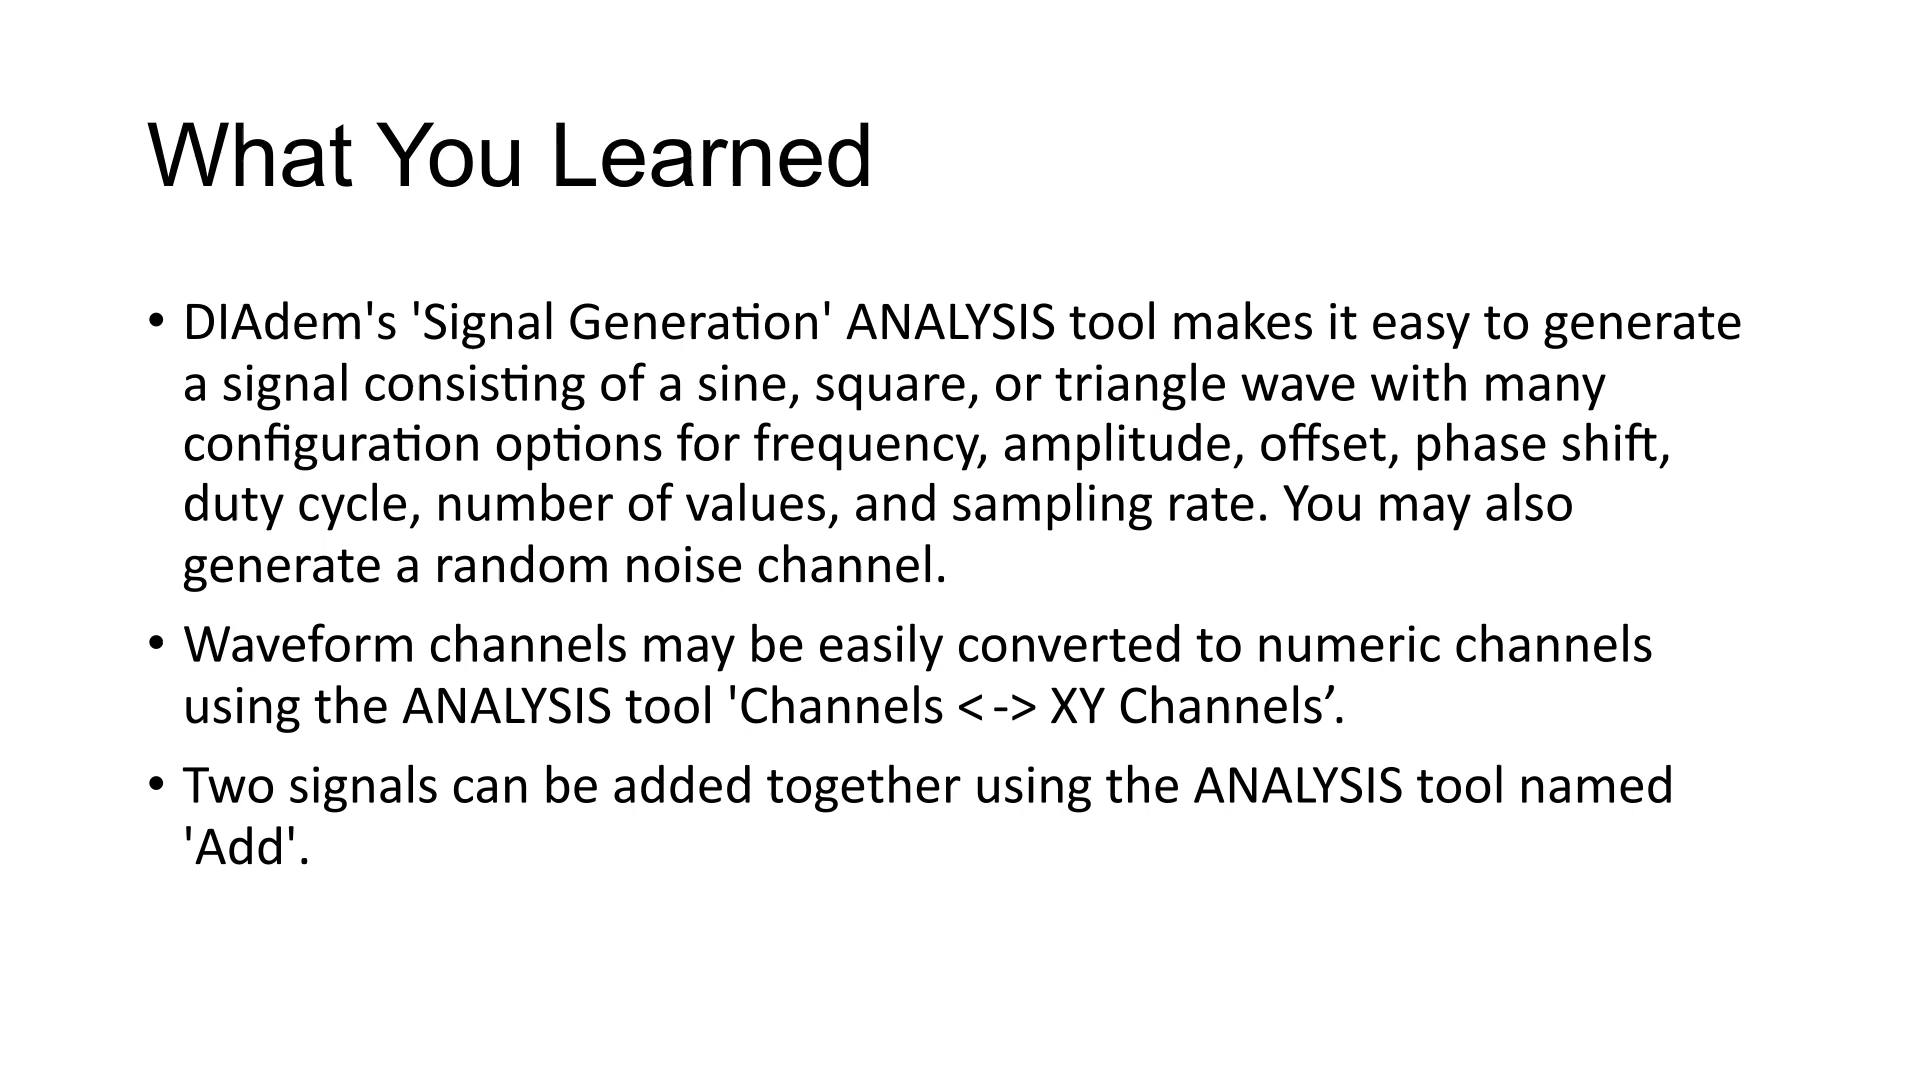 What You Learned
• DIAdem's 'Signal Generation' ANALYSIS tool makes it easy to generate
a signal consisting of a sine, square, or triangle wave with many
configuration options for frequency, amplitude, offset, phase shift,
duty cycle, number of values, and sampling rate. You may also
generate a random noise channel.
• Waveform channels may be easily converted to numeric channels
using the ANALYSIS tool 'Channels < -> XY Channels’.
• Two signals can be added together using the ANALYSIS tool named
'Add'.